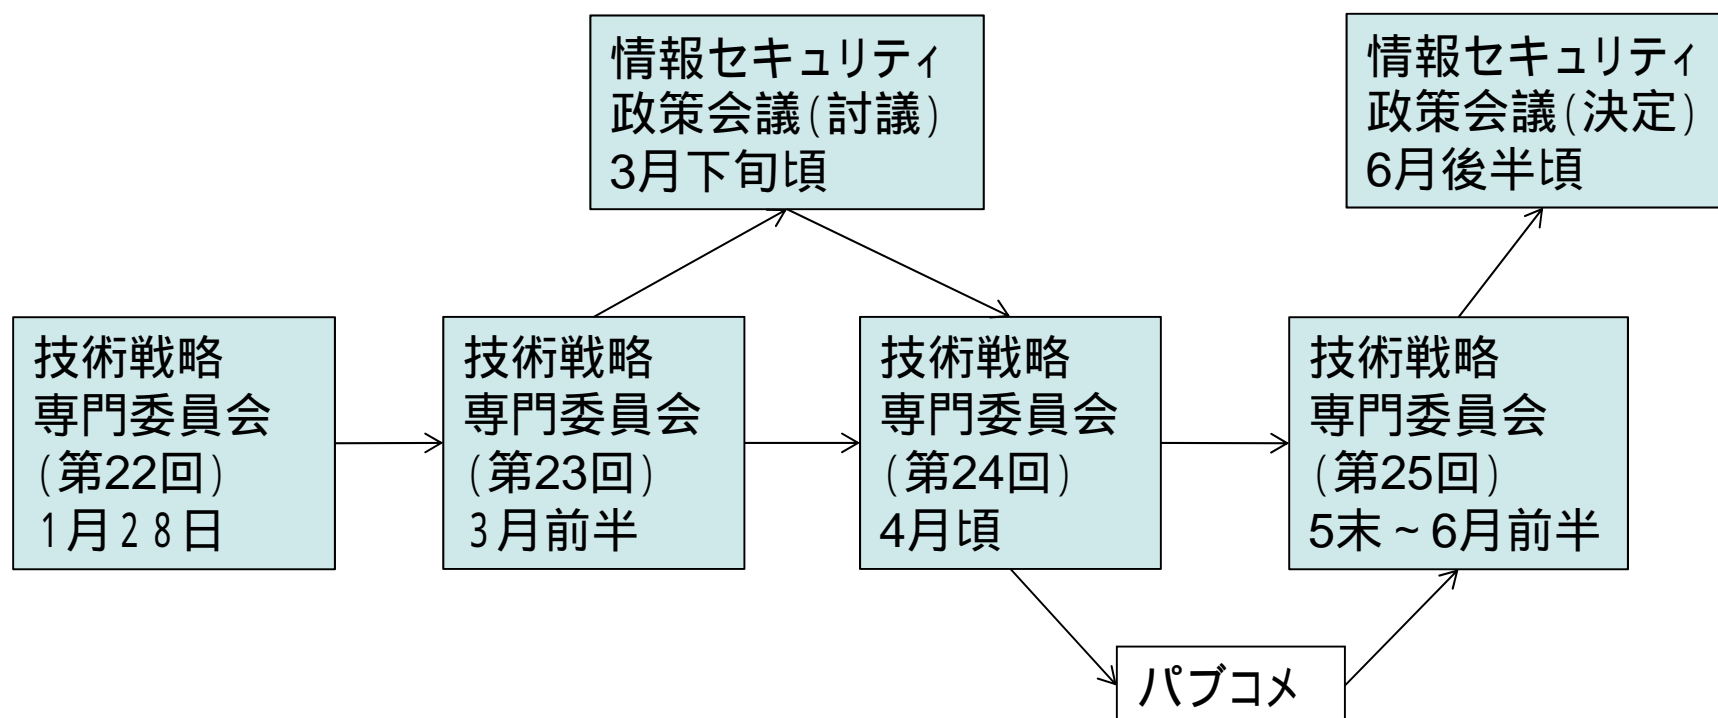 情報セキュリティ
政策会議(討議)
3月下旬頃
情報セキュリティ
政策会議(決定)
6月後半頃
技術戦略
専門委員会
(第22回)
1月２８日
技術戦略
専門委員会
(第23回)
3月前半
技術戦略
専門委員会
(第24回)
4月頃
技術戦略
専門委員会
(第25回)
5末~6月前半
パブコメ